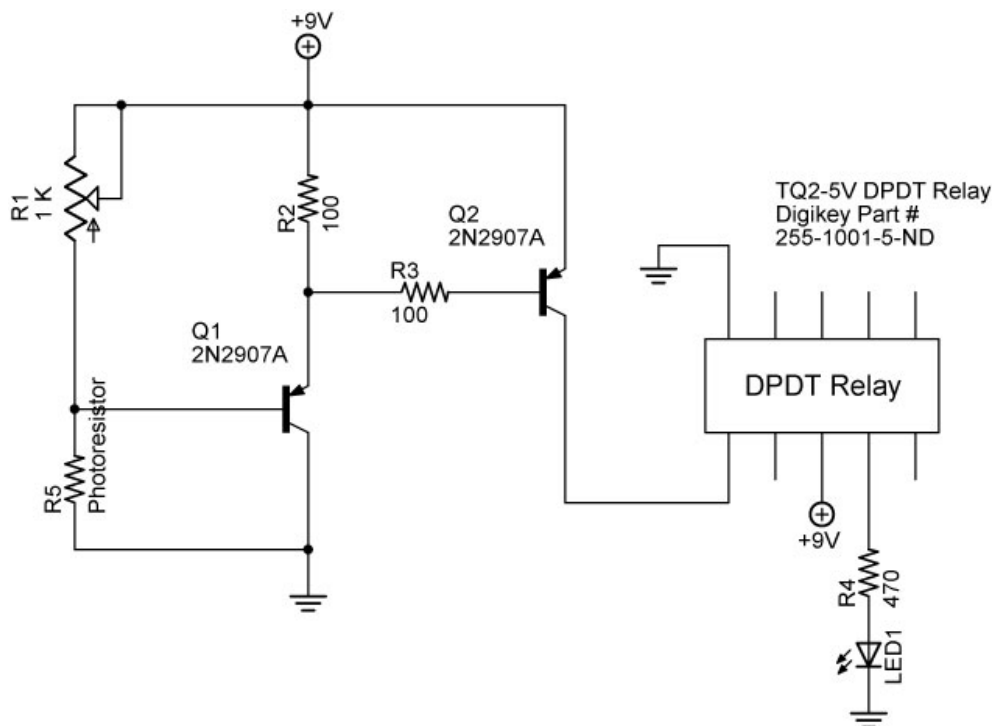 +9V
R1
1 K
R2
100
Q2
2N2907A
TQ2-5V DPDT Relay
Digikey Part #
255-1001-5-ND
R3
100
Q1
2N2907A
DPDT Relay
R5
Photoresistor
+9V
R4
470
LED1